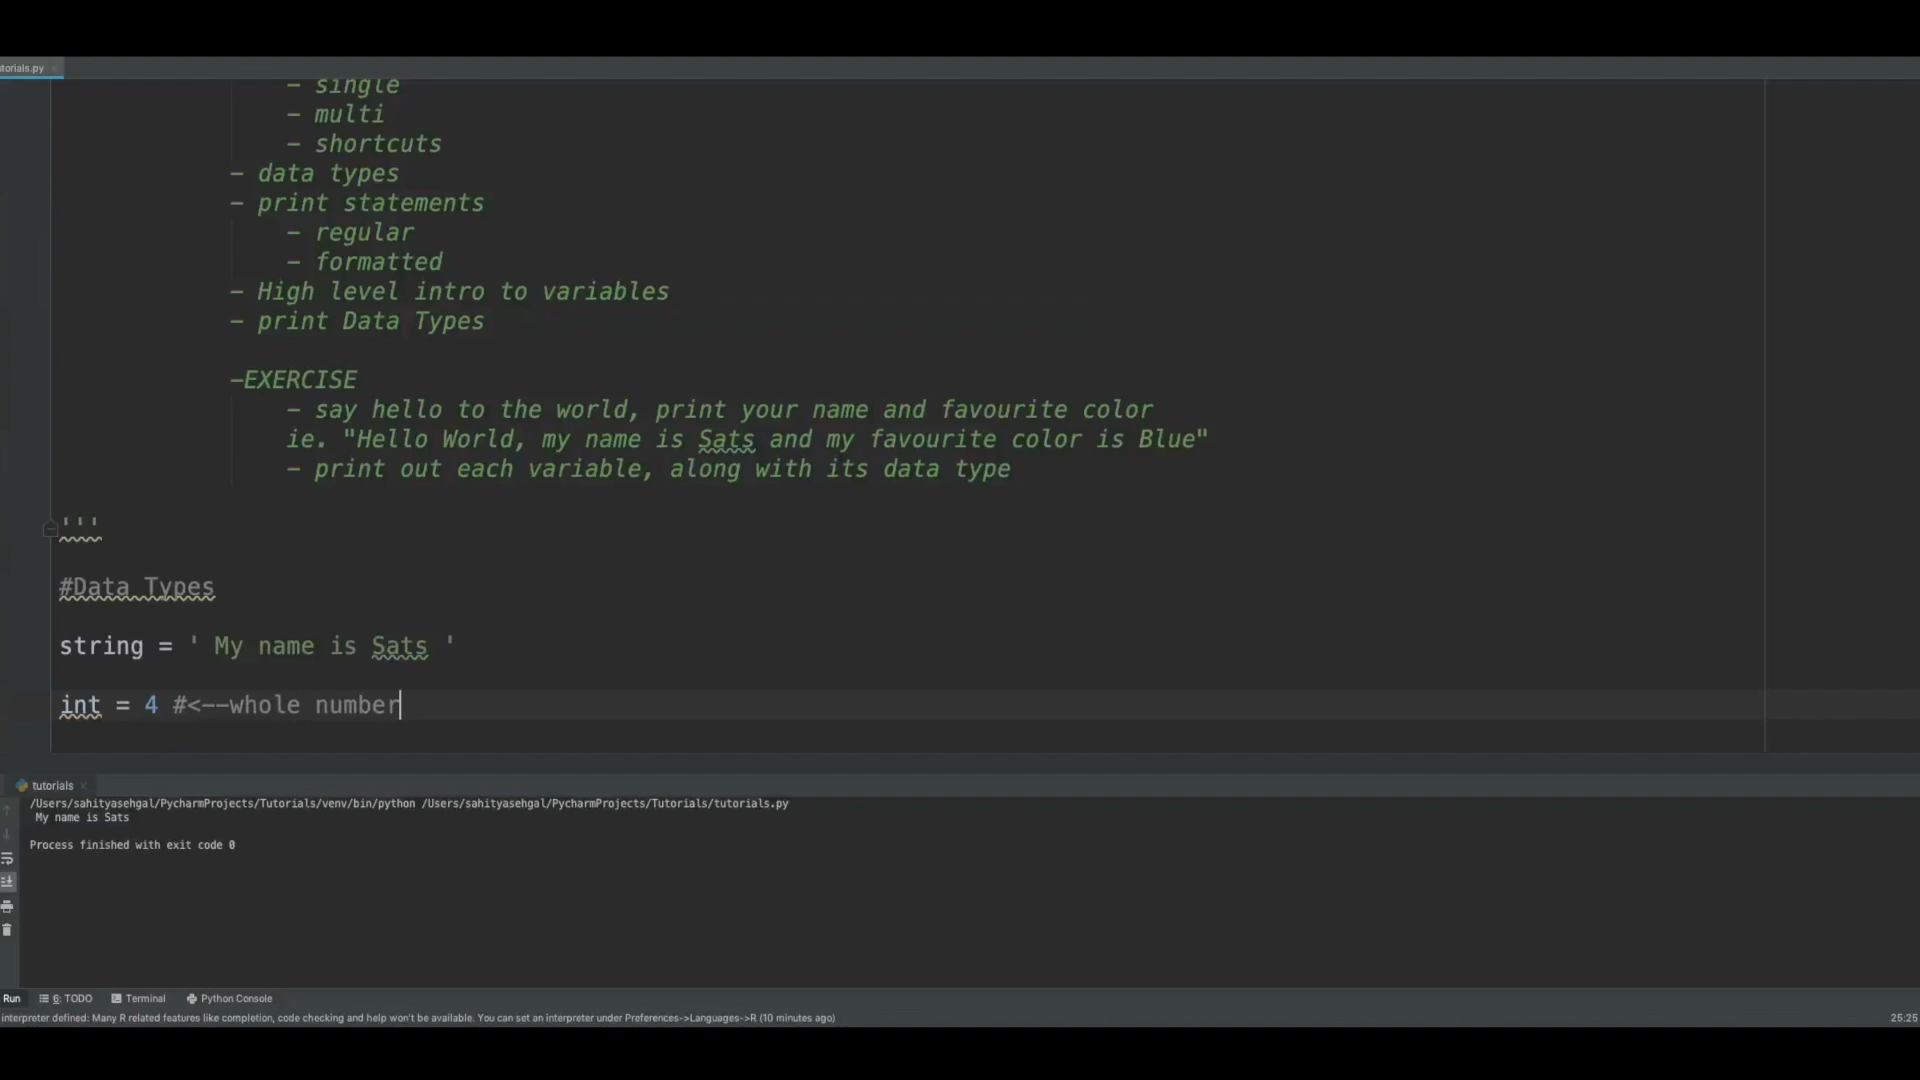 torials.py
- single
- multi
- shortcuts
- data types
- print statements
- regular
- formatted
- High level intro to variables
- print Data Types
-EXERCISE
- say hello to the world, print your name and favourite color
ie. "Hello World, my name is Sats and my favourite color is Blue"
- print out each variable, along with its data type
'''
#Data Types
string = ' My name is Sats '
int = 4 #<--whole number
tutorials
/Users/sahityasehgal/PycharmProjects/Tutorials/venv/bin/python /Users/sahityasehgal/PycharmProjects/Tutorials/tutorials.py
My name is Sats
Process finished with exit code 0
Run 6: TODO Terminal Python Console
interpreter defined: Many R related features like completion, code checking and help won't be available. You can set an interpreter under Preferences->Languages->R (10 minutes ago) 25:25